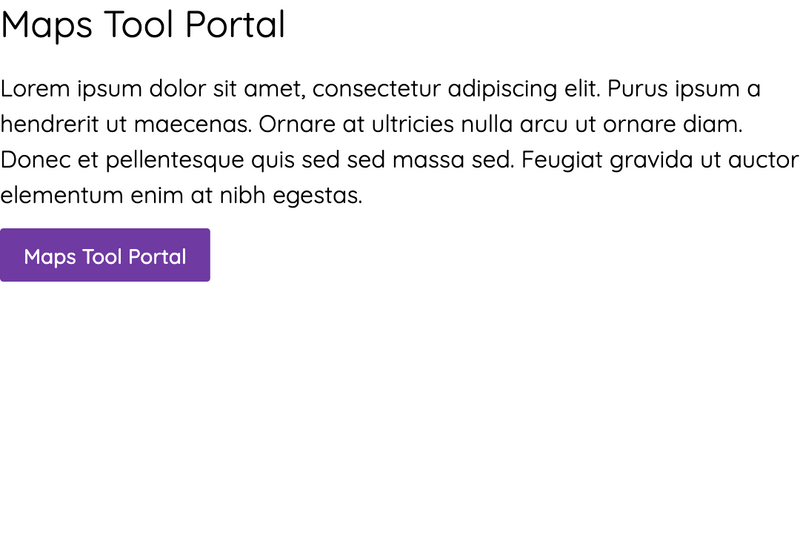 Maps Tool Portal
Lorem ipsum dolor sit amet, consectetur adipiscing elit. Purus ipsum a
hendrerit ut maecenas. Ornare at ultricies nulla arcu ut ornare diam.
Donec et pellentesque quis sed sed massa sed. Feugiat gravida ut auctor
elementum enim at nibh egestas.
Maps Tool Portal